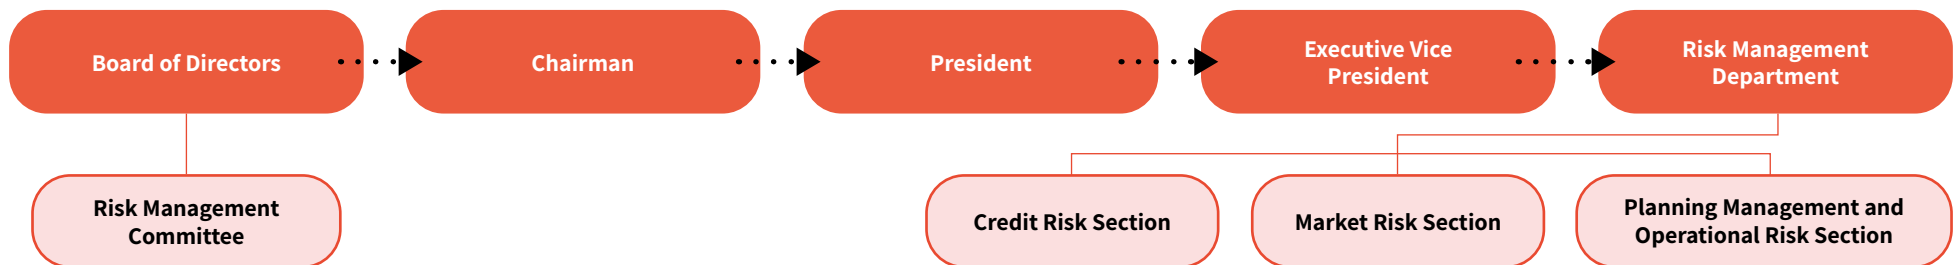 Board of Directors
Chairman
President
Executive Vice
President
Risk Management
Department
Risk Management
Committee
Credit Risk Section
Market Risk Section
Planning Management and
Operational Risk Section